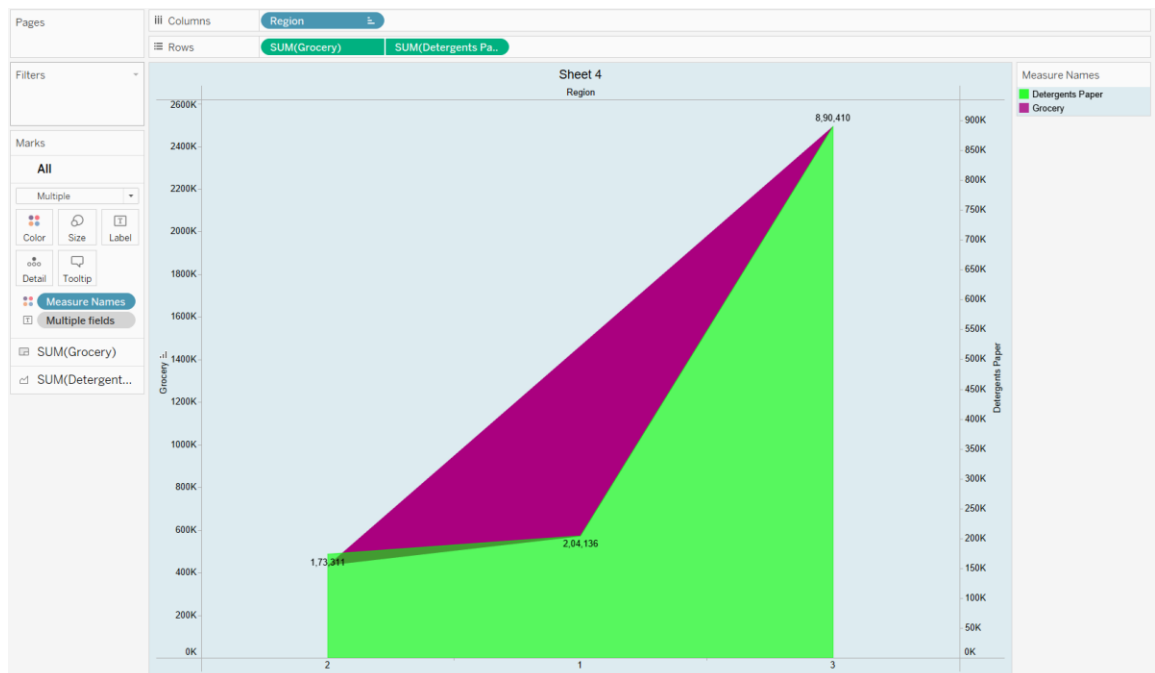 Pages
Columns
Region
Rows
SUM(Grocery)
SUM(Detergents Pa..
Filters
Marks
All
Multiple
Color
Size
Label
Detail
Tooltip
Measure Names
Multiple fields
SUM(Grocery)
SUM(Detergent...
Sheet 4
Region
2600K
2400K
2200K
2000K
1800K
1600K
1400K
1200K
1000K
800K
600K
400K
200K
0K
Grocery
8,90,410
1,73,311
2,04,136
2
1
3
900K
850K
800K
750K
700K
650K
600K
550K
500K
450K
400K
350K
300K
250K
200K
150K
100K
50K
0K
Detergents Paper
Measure Names
Detergents Paper
Grocery